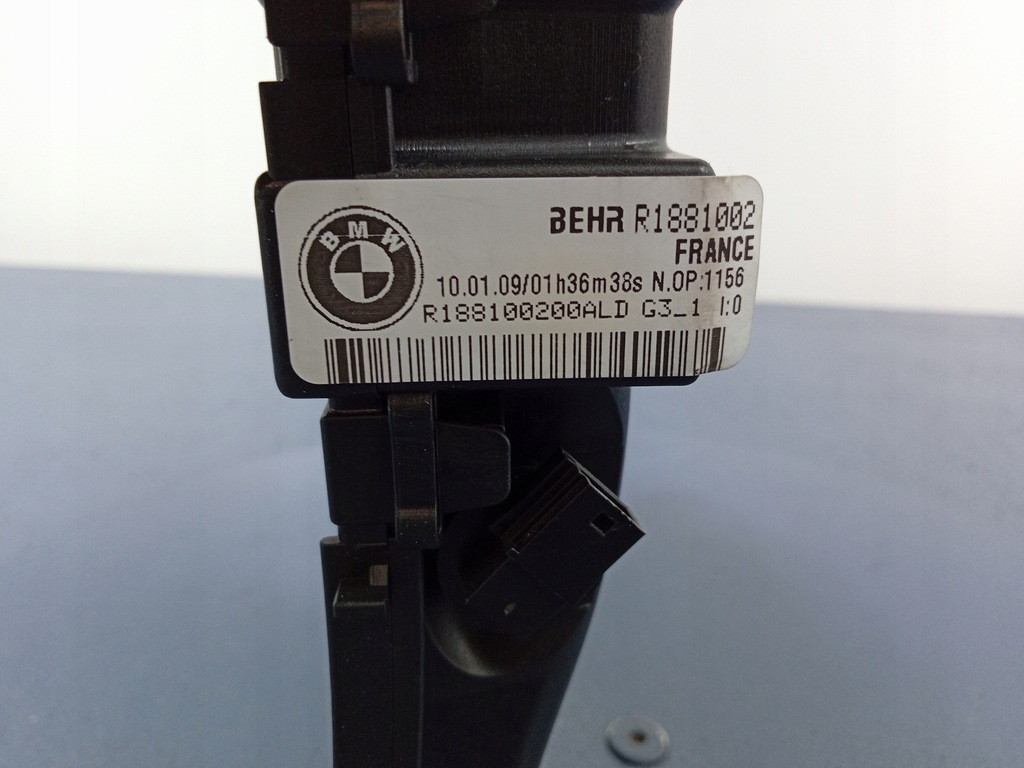 BMW
BEHR R1881002
FRANCE
10.01.09/01h36m38s N.OP:1156
R188100200ALD G3_1 I:0